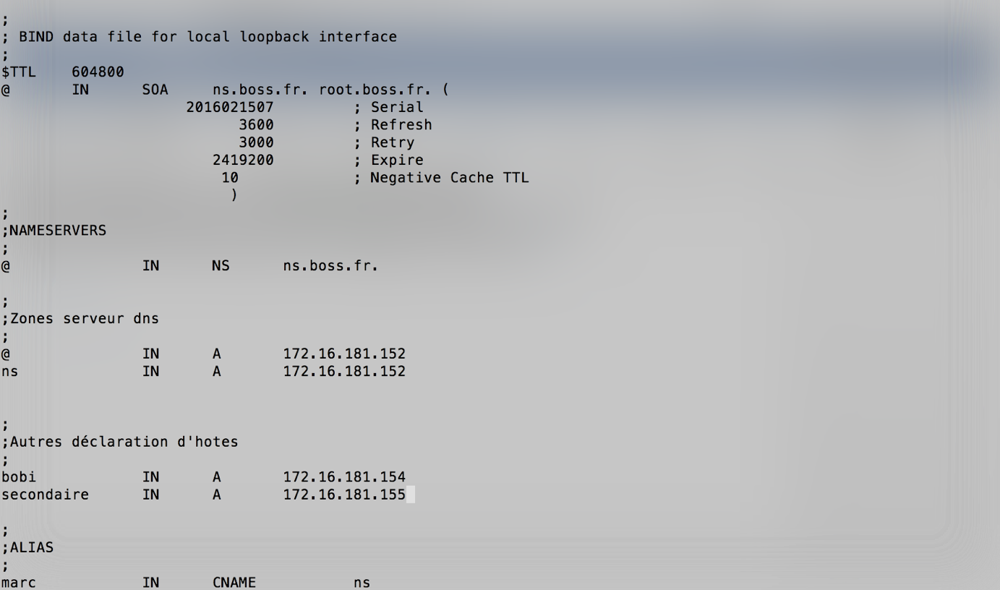 ;
; BIND data file for local loopback interface
;
$TTL    604800
@       IN      SOA     ns.boss.fr. root.boss.fr. (
                     2016021507         ; Serial
                           3600         ; Refresh
                           3000         ; Retry
                        2419200         ; Expire
                         10             ; Negative Cache TTL
                          )
;
;NAMESERVERS
;
@               IN      NS      ns.boss.fr.
;
;Zones serveur dns
;
@               IN      A       172.16.181.152
ns              IN      A       172.16.181.152
;
;Autres déclaration d'hotes
;
bobi            IN      A       172.16.181.154
secondaire      IN      A       172.16.181.155
;
;ALIAS
;
marc            IN      CNAME           ns